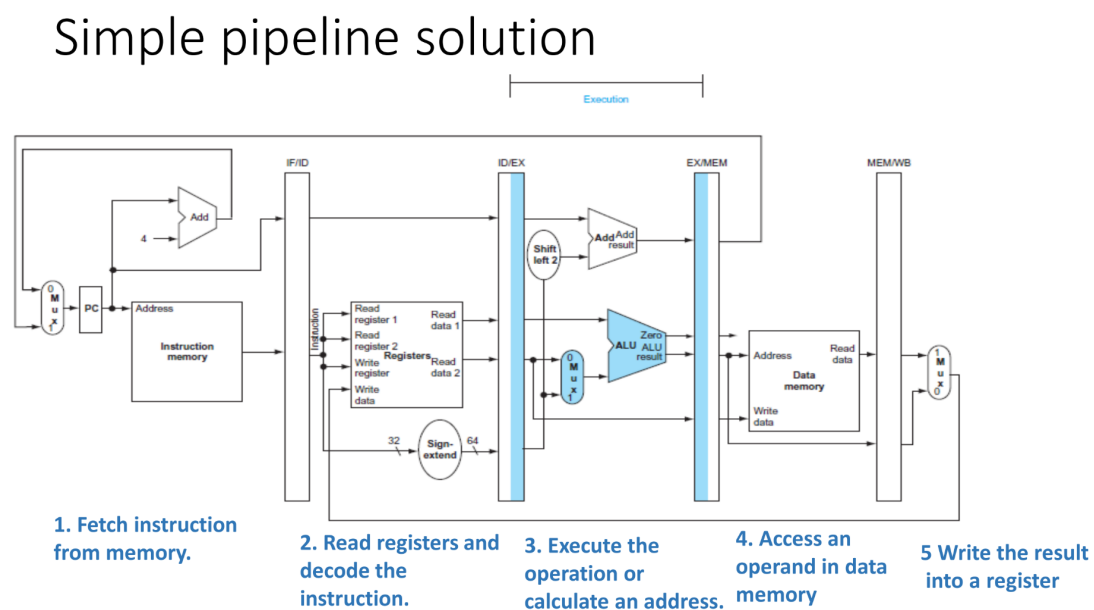 Simple pipeline solution
Execution
IF/ID
ID/EX
EX/MEM
MEM/WB
Add
4
Shift
left 2
Add Add
result
0
M
u
x
1
PC
Address
Instruction
memory
Instruction
Read
register 1
Read
register 2
Write
register
Write
data
Registers
Read
data 1
Read
data 2
32
Sign-
extend
64
0
M
u
x
1
Zero
ALU ALU
result
Address
Read
data
Data
memory
Write
data
1
M
u
x
0
1. Fetch instruction
from memory.
2. Read registers and
decode the
instruction.
3. Execute the
operation or
calculate an address.
4. Access an
operand in data
memory
5 Write the result
into a register